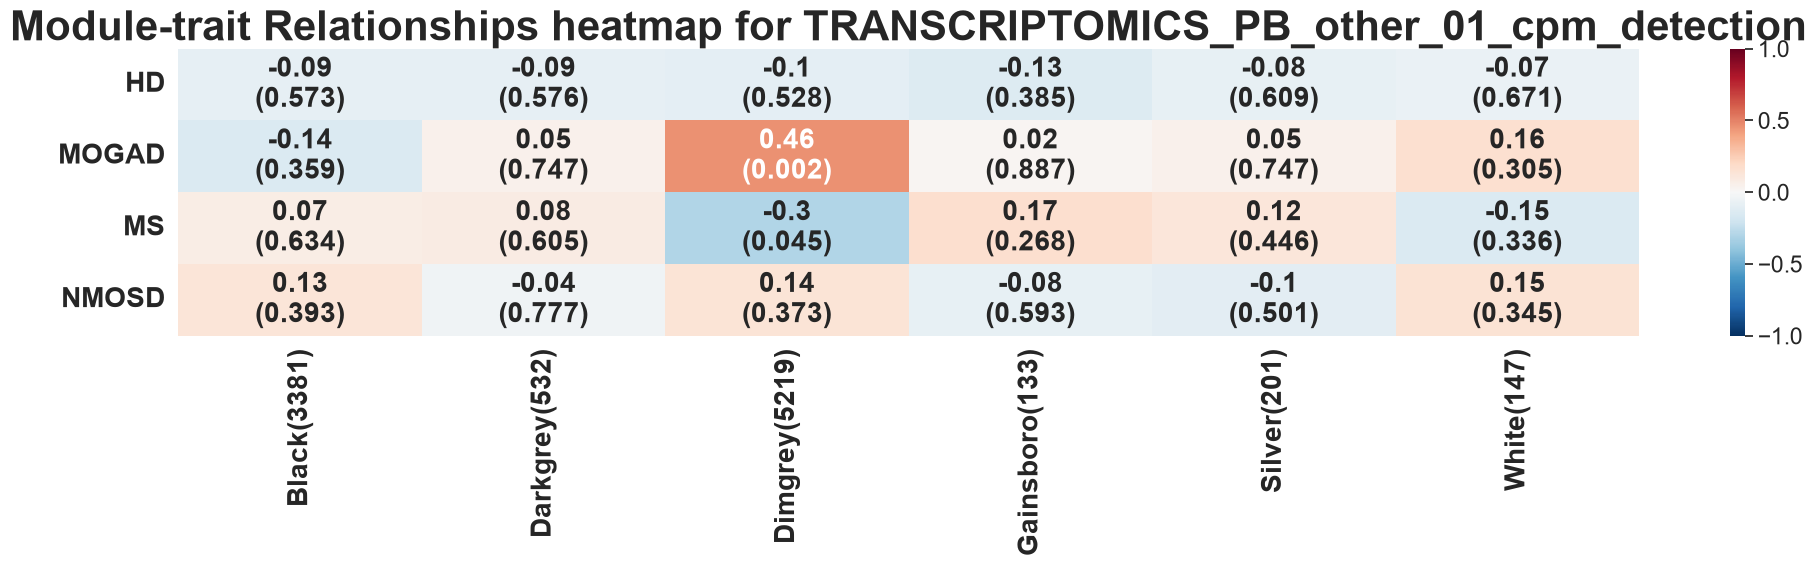 Module-trait Relationships heatmap for TRANSCRIPTOMICS_PB_other_01_cpm_detection
HD -0.09 -0.09 -0.1 -0.13 -0.08 -0.07
(0.573) (0.576) (0.528) (0.385) (0.609) (0.671)
MOGAD -0.14 0.05 0.46 0.02 0.05 0.16
(0.359) (0.747) (0.002) (0.887) (0.747) (0.305)
MS 0.07 0.08 -0.3 0.17 0.12 -0.15
(0.634) (0.605) (0.045) (0.268) (0.446) (0.336)
NMOSD 0.13 -0.04 0.14 -0.08 -0.1 0.15
(0.393) (0.777) (0.373) (0.593) (0.501) (0.345)
Black(3381)
Darkgrey(532)
Dimgrey(5219)
Gainsboro(133)
Silver(201)
White(147)
1.0
0.5
0.0
−0.5
−1.0